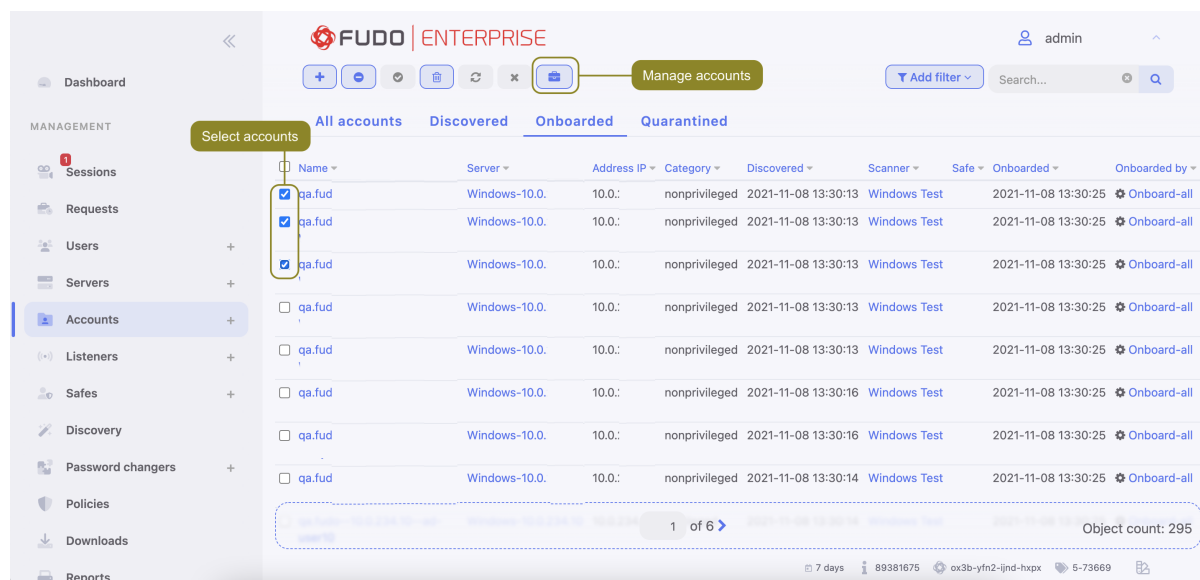 FUDO ENTERPRISE
admin
Manage accounts
Add filter
Search...
Dashboard
MANAGEMENT
All accounts Discovered Onboarded Quarantined
Select accounts
1
Sessions
Requests
Users +
Servers +
Accounts +
Listeners +
Safes +
Discovery
Password changers +
Policies
Downloads
Reports
Name Server Address IP Category Discovered Scanner Safe Onboarded Onboarded by
qa.fud Windows-10.0. 10.0. nonprivileged 2021-11-08 13:30:13 Windows Test 2021-11-08 13:30:25 Onboard-all
qa.fud Windows-10.0. 10.0. nonprivileged 2021-11-08 13:30:13 Windows Test 2021-11-08 13:30:25 Onboard-all
qa.fud Windows-10.0. 10.0. nonprivileged 2021-11-08 13:30:13 Windows Test 2021-11-08 13:30:25 Onboard-all
qa.fud Windows-10.0. 10.0. nonprivileged 2021-11-08 13:30:13 Windows Test 2021-11-08 13:30:25 Onboard-all
qa.fud Windows-10.0. 10.0. nonprivileged 2021-11-08 13:30:13 Windows Test 2021-11-08 13:30:25 Onboard-all
qa.fud Windows-10.0. 10.0. nonprivileged 2021-11-08 13:30:16 Windows Test 2021-11-08 13:30:25 Onboard-all
qa.fud Windows-10.0. 10.0. nonprivileged 2021-11-08 13:30:16 Windows Test 2021-11-08 13:30:25 Onboard-all
qa.fud Windows-10.0. 10.0. nonprivileged 2021-11-08 13:30:14 Windows Test 2021-11-08 13:30:25 Onboard-all
1 of 6
Object count: 295
7 days 89381675 ox3b-yfn2-ijnd-hxpx 5-73669